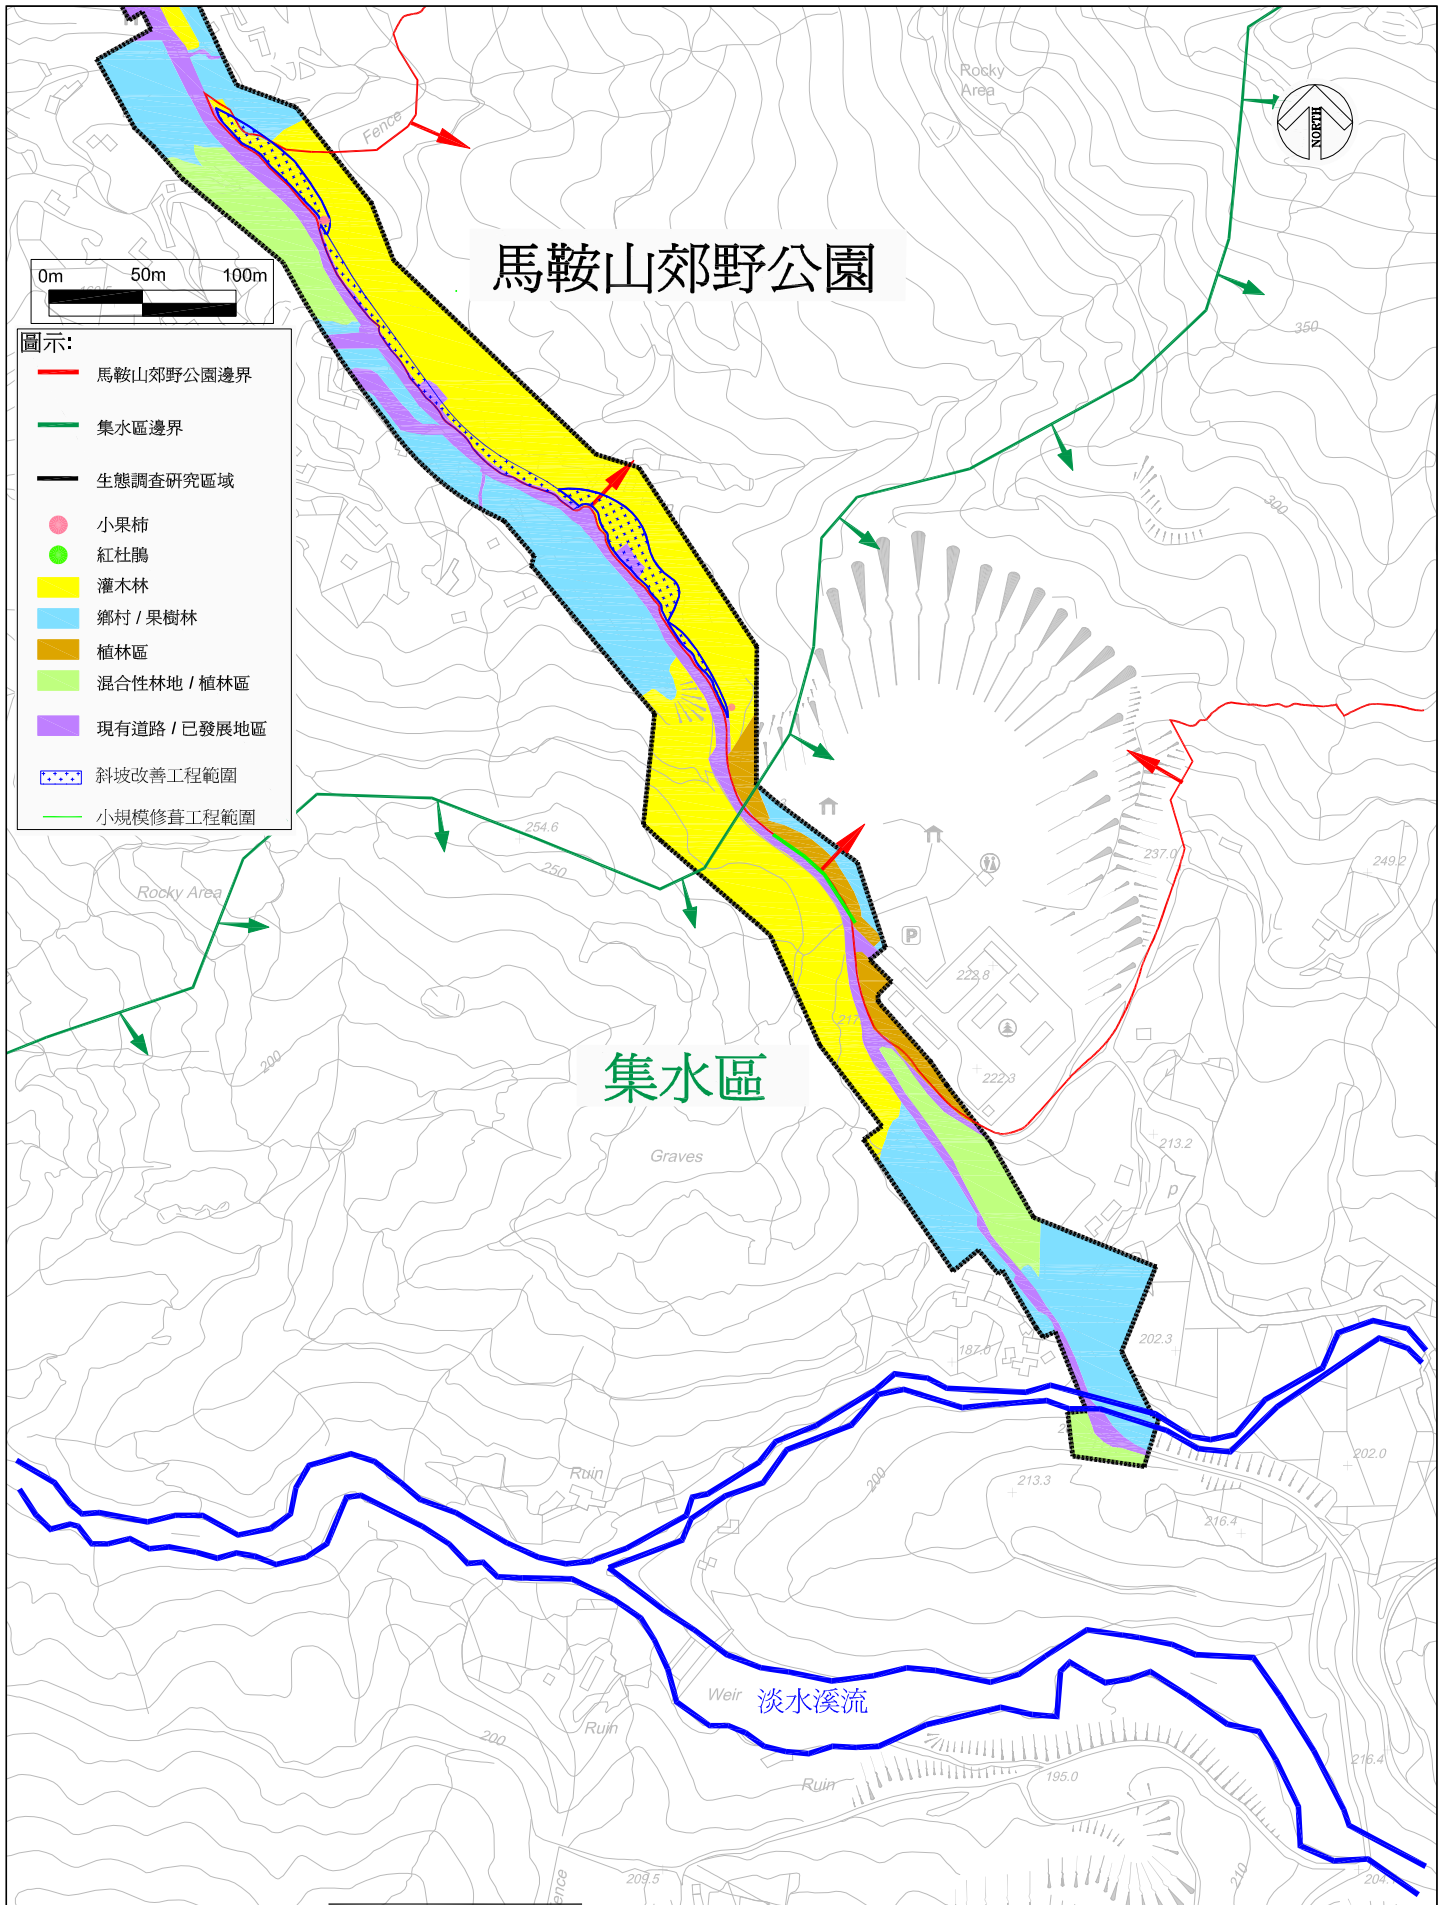 Rocky
Area
NORTH
Fence
馬鞍山郊野公園
0m 50m 100m
350
圖示:
馬鞍山郊野公園邊界
集水區邊界
生態調查研究區域
小果柿
紅杜鵑
灌木林
鄉村 / 果樹林
植林區
混合性林地 / 植林區
現有道路 / 已發展地區
斜坡改善工程範圍
小規模修葺工程範圍
300
254.6
250
237.0
249.2
Rocky Area
P
222.8
200
集水區
222.3
213.2
Graves
p
202.3
187.0
202.0
Ruin
200
213.3
216.4
Weir
淡水溪流
Ruin
200
216.4
195.0
Ruin
209.5
210